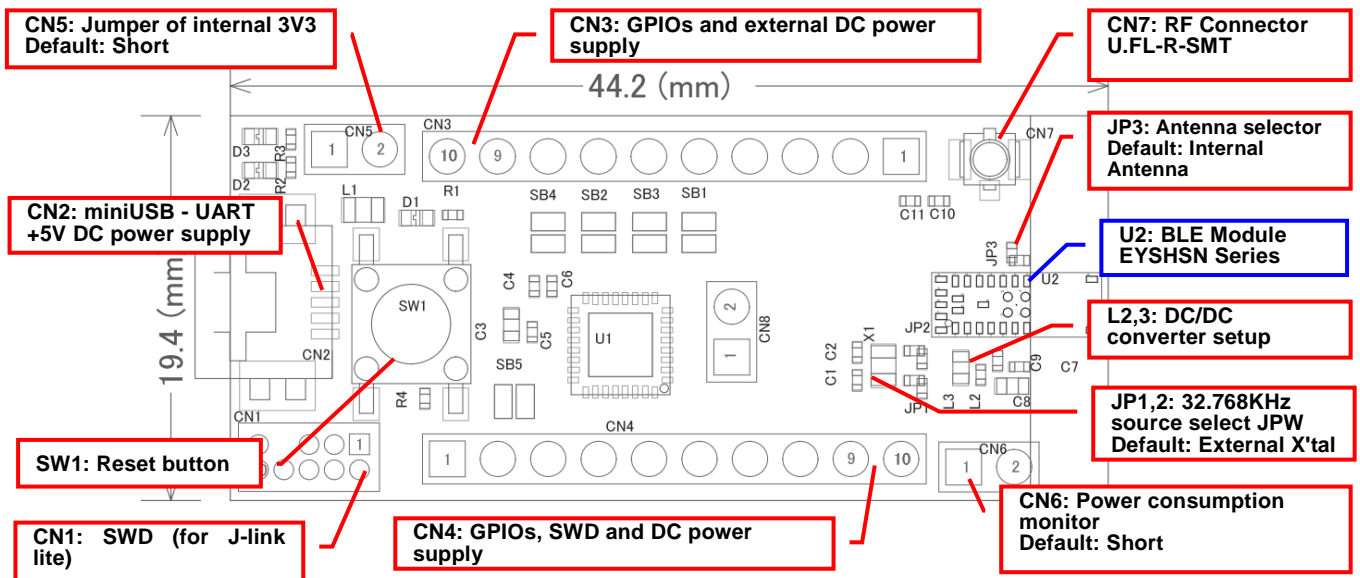 CN5: Jumper of internal 3V3
Default: Short
CN3: GPIOs and external DC power
supply
CN7: RF Connector
U.FL-R-SMT
44.2 (mm)
JP3: Antenna selector
Default: Internal
Antenna
CN5
1
2
CN3
10
9
1
CN7
D3
R3
D2
R2
L1
D1
R1
SB4
SB2
SB3
SB1
C11
C10
CN2: miniUSB - UART
+5V DC power supply
U2: BLE Module
EYSHSN Series
JP3
U2
19.4 (mm
SW1
C4
C6
C3
C5
U1
2
1
CN8
X1
JP2
L2,3: DC/DC
converter setup
CN2
SB5
C2
C1
C9
C7
R4
JP1
L3
L2
C8
JP1,2: 32.768KHz
source select JPW
Default: External X'tal
CN1
1
CN4
1
9
10
CN6
1
2
SW1: Reset button
CN6: Power consumption
monitor
Default: Short
CN1: SWD (for J-link
lite)
CN4: GPIOs, SWD and DC power
supply